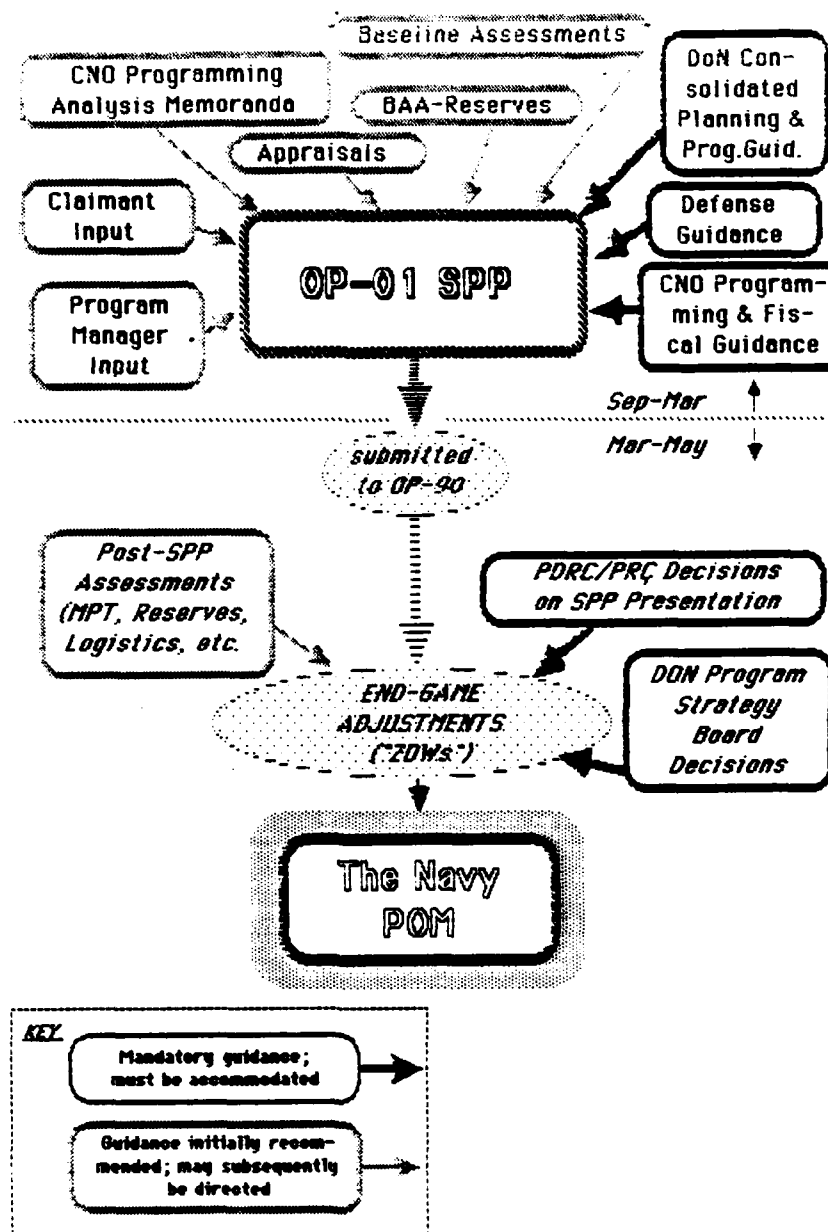 Baseline Assessments
CNO Programming
Analysis Memoranda
BAA-Reserves
Appraisals
DoN Con-
solidated
Planning &
Prog.Guid.
Claimant
Input
OP-01 SPP
Defense
Guidance
Program
Manager
Input
CNO Program-
ming & Fis-
cal Guidance
Sep-Mar
Mar-May
submitted
to OP-90
Post-SPP
Assessments
(MPT, Reserves,
Logistics, etc.
PDRC/PRC Decisions
on SPP Presentation
END-GAME
ADJUSTMENTS
("ZOWs")
DON Program
Strategy
Board
Decisions
The Navy
POM
KEY
Mandatory guidance;
must be accommodated
Guidance initially recom-
mended; may subsequently
be directed